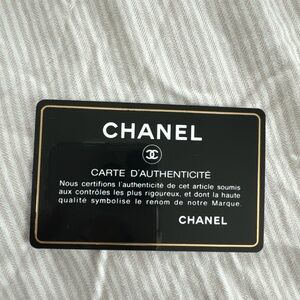 CHANEL
CARTE D'AUTHENTICITÉ
Nous certifions l'authenticité de cet article soumis
aux contrôles les plus rigoureux, et dont la haute
qualité symbolise le renom de notre Marque.
CHANEL